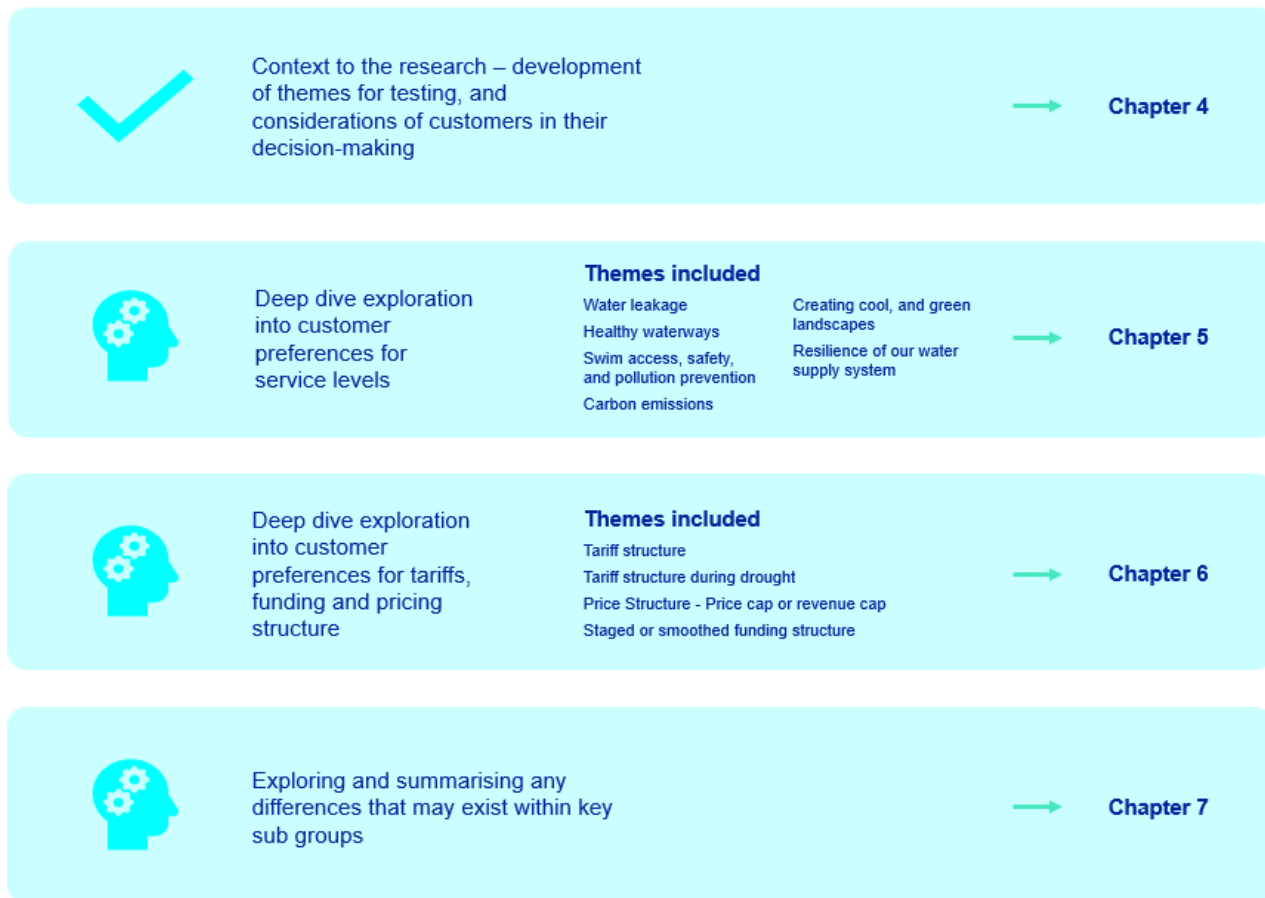 Context to the research – development
of themes for testing, and
considerations of customers in their
decision-making
Chapter 4
Deep dive exploration
into customer
preferences for
service levels
Themes included
Water leakage
Healthy waterways
Swim access, safety,
and pollution prevention
Carbon emissions
Creating cool, and green
landscapes
Resilience of our water
supply system
Chapter 5
Deep dive exploration
into customer
preferences for tariffs,
funding and pricing
structure
Themes included
Tariff structure
Tariff structure during drought
Price Structure - Price cap or revenue cap
Staged or smoothed funding structure
Chapter 6
Exploring and summarising any
differences that may exist within key
sub groups
Chapter 7